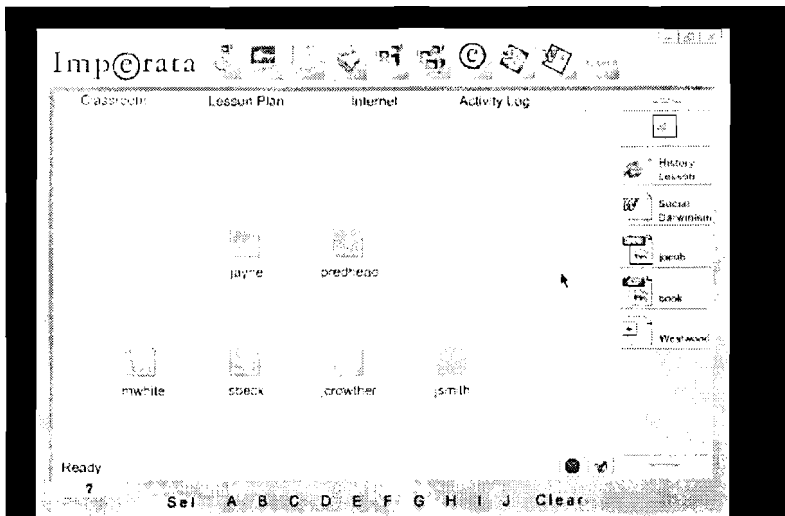 Imp©rata
Classroom Lesson Plan Internet Activity Log
History Lesson
Social Darwinism
jacob
book
Westwood
jayne predhead
mwhite sbeck jcrowther jsmith
Ready
?
Sel A B C D E F G H I J Clear